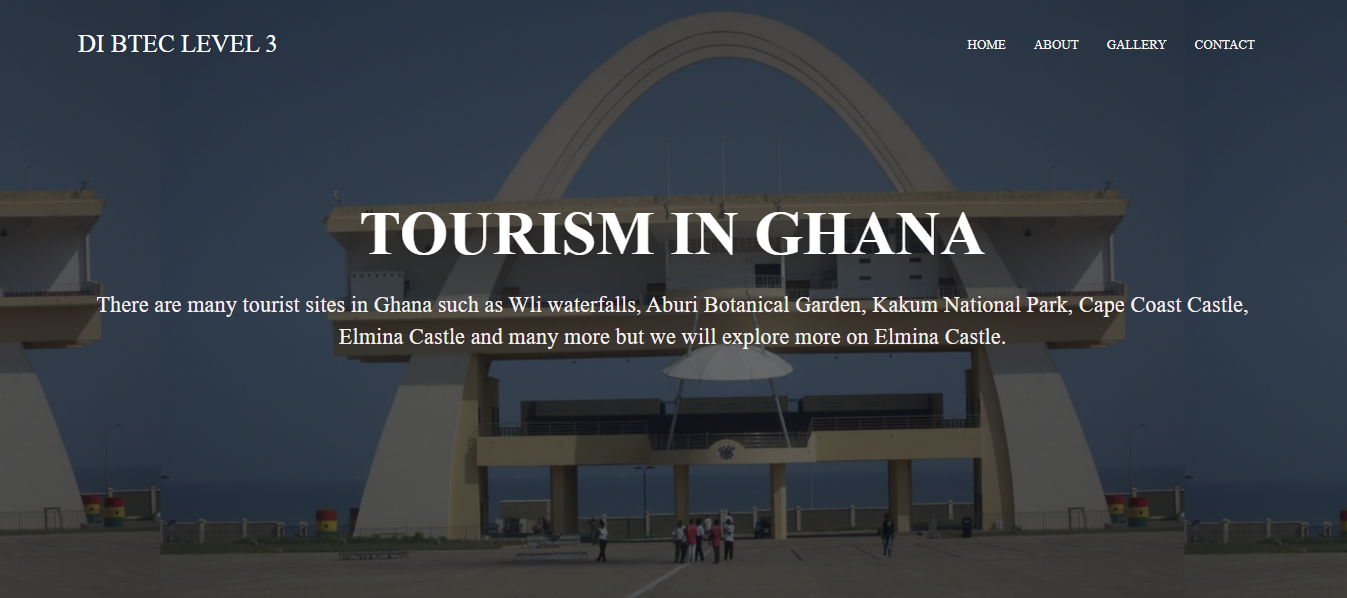 DI BTEC LEVEL 3
HOME ABOUT GALLERY CONTACT
TOURISM IN GHANA
There are many tourist sites in Ghana such as Wli waterfalls, Aburi Botanical Garden, Kakum National Park, Cape Coast Castle,
Elmina Castle and many more but we will explore more on Elmina Castle.